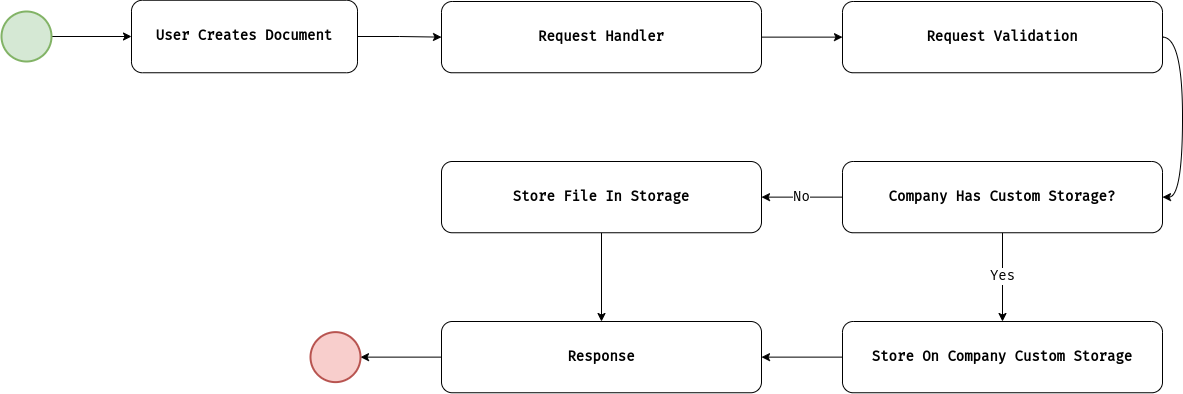 User Creates Document
Request Handler
Request Validation
Store File In Storage
No
Company Has Custom Storage?
Yes
Response
Store On Company Custom Storage